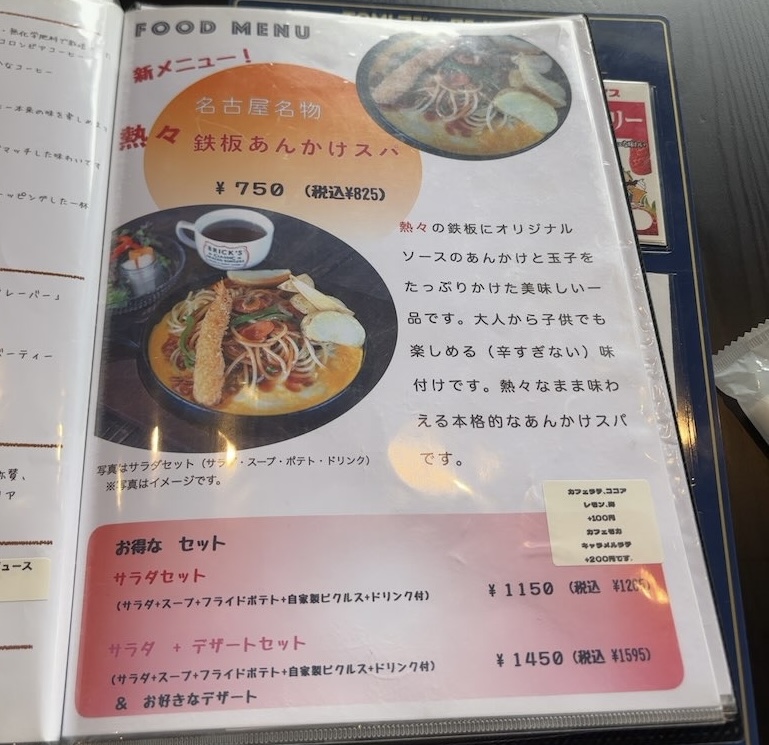 FOOD MENU
新メニュー!
名古屋名物
熱々 鉄板あんかけスパ
¥750 (税込¥825)
BRICK'S
熱々の鉄板にオリジナル
ソースのあんかけと玉子を
たっぷりかけた美味しい一
品です。大人から子供でも
楽しめる(辛すぎない)味
付けです。熱々なまま味わ
える本格的なあんかけスパ
です。
写真はサラダセット(サラダ・スープ・ポテト・ドリンク)
※写真はイメージです。
カフェラテ、ココア
+100円
カフェモカ
キャラメルラテ
+200円です。
お得な セット
サラダセット
(サラダ+スープ+フライドポテト+自家製ピクルス+ドリンク付)
¥1150 (税込
サラダ + デザートセット
(サラダ+スープ+フライドポテト+自家製ピクルス+ドリンク付)
& お好きなデザート
¥1450 (税込 ¥1595)
リー